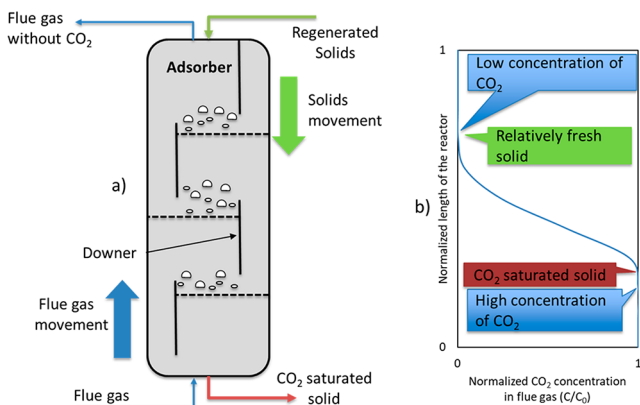 Flue gas
without CO₂
Regenerated
Solids
Adsorber
Solids
movement
a)
Downer
Flue gas
movement
Flue gas
CO₂ saturated
solid
b)
Normalized length of the reactor
1
0
Low concentration of
CO₂
Relatively fresh
solid
CO₂ saturated solid
High concentration
of CO₂
0
1
Normalized CO₂ concentration
in flue gas (C/C₀)